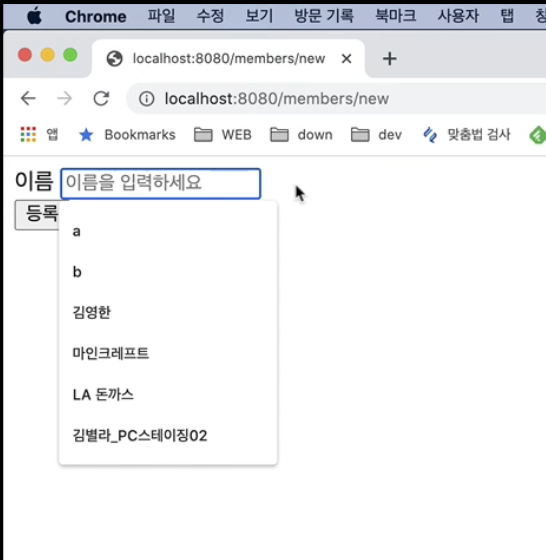 Chrome 파일 수정 보기 방문 기록 북마크 사용자 탭 창
localhost:8080/members/new
localhost:8080/members/new
앱 Bookmarks WEB down dev 맞춤법 검사
이름 이름을 입력하세요
등록
a
b
김영한
마인크레프트
LA 돈까스
김별라_PC스테이징02